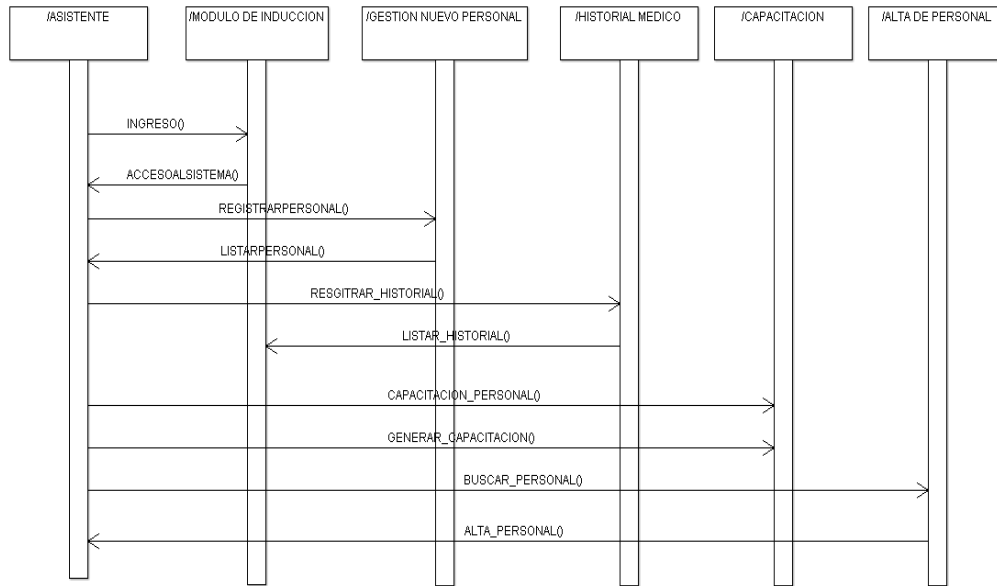 /ASISTENTE
/MODULO DE INDUCCION
/GESTION NUEVO PERSONAL
/HISTORIAL MEDICO
/CAPACITACION
/ALTA DE PERSONAL
INGRESO()
ACCESOALSISTEMA()
REGISTRARPERSONAL()
LISTARPERSONAL()
RESGITRAR_HISTORIAL()
LISTAR_HISTORIAL()
CAPACITACION_PERSONAL()
GENERAR_CAPACITACION()
BUSCAR_PERSONAL()
ALTA_PERSONAL()